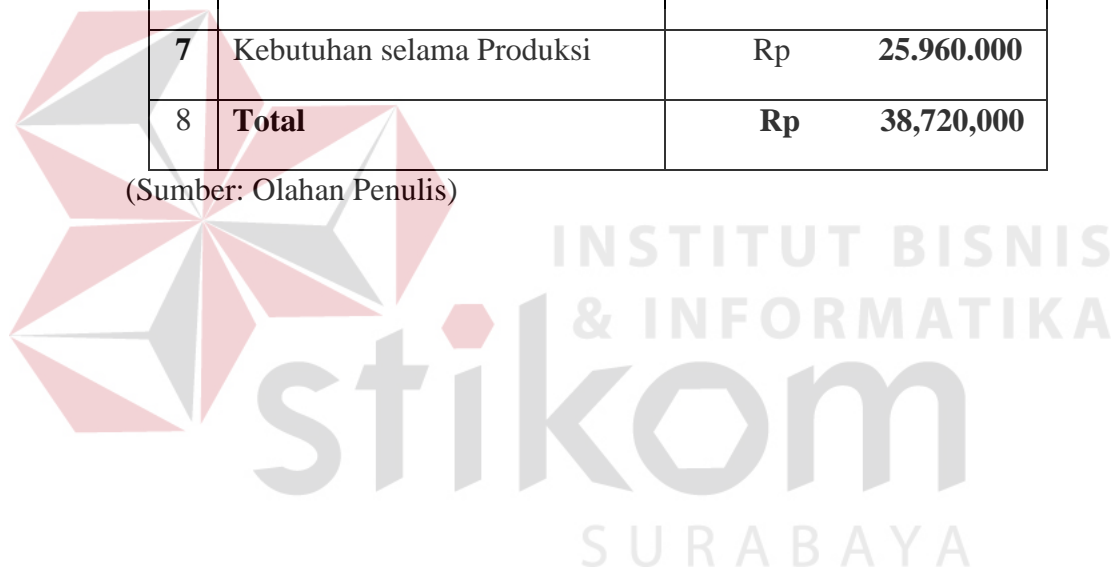 7 Kebutuhan selama Produksi Rp 25.960.000
8 Total Rp 38,720,000
(Sumber: Olahan Penulis)
INSTITUT BISNIS
& INFORMATIKA
stikom
SURABAYA